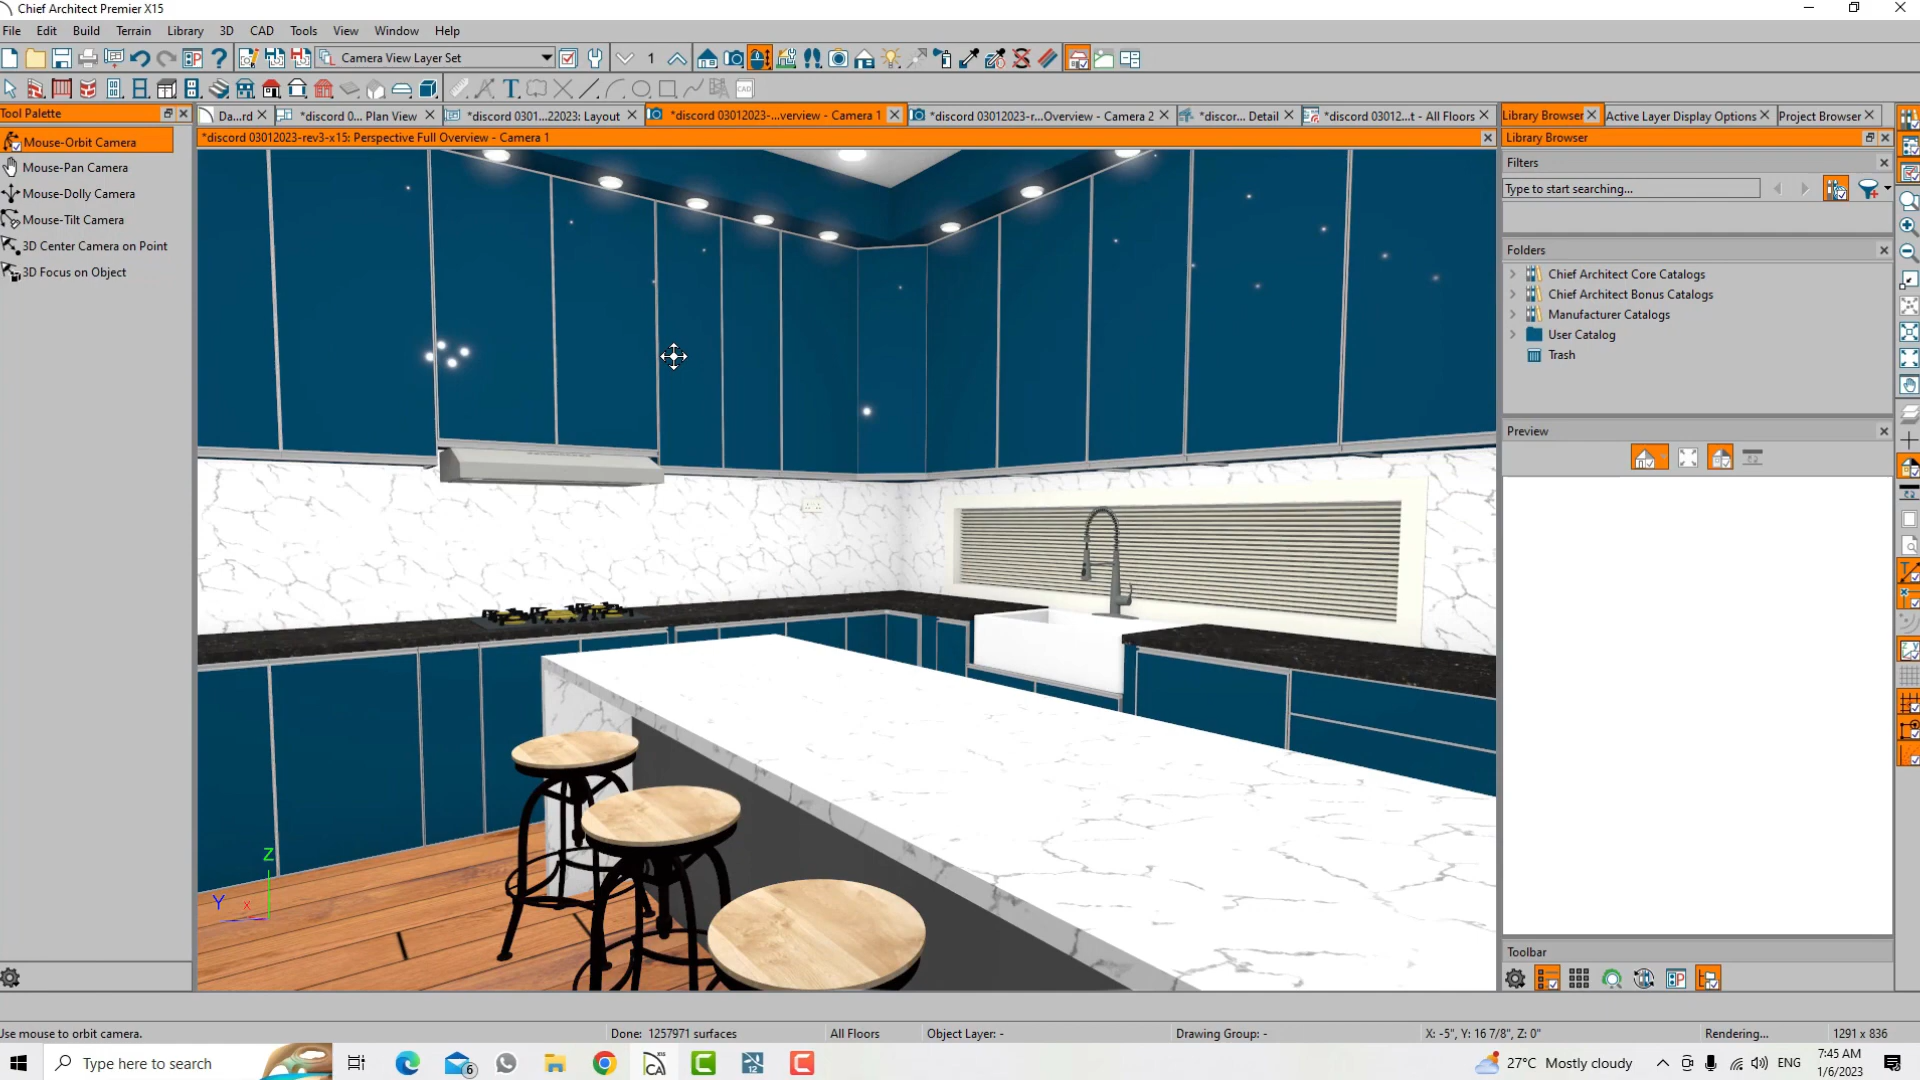 Chief Architect Premier X15
File Edit Build Terrain Library 3D CAD Tools View Window Help
Camera View Layer Set
1
Tool Palette
Da...rd
*discord 0... Plan View
*discord 0301...22023: Layout
*discord 03012023-...verview - Camera 1
*discord 03012023-r...Overview - Camera 2
*discor... Detail
*discord 03012...t - All Floors
Library Browser
Active Layer Display Options
Project Browser
*discord 03012023-rev3-x15: Perspective Full Overview - Camera 1
Library Browser
Mouse-Orbit Camera
Mouse-Pan Camera
Mouse-Dolly Camera
Mouse-Tilt Camera
3D Center Camera on Point
3D Focus on Object
Filters
Type to start searching...
Folders
Chief Architect Core Catalogs
Chief Architect Bonus Catalogs
Manufacturer Catalogs
User Catalog
Trash
Preview
Z
Y
X
Toolbar
Use mouse to orbit camera.
Done: 1257971 surfaces
All Floors
Object Layer: -
Drawing Group: -
X: -5", Y: 16 7/8", Z: 0"
Rendering...
1291 x 836
Type here to search
6
27°C Mostly cloudy
ENG
7:45 AM
1/6/2023